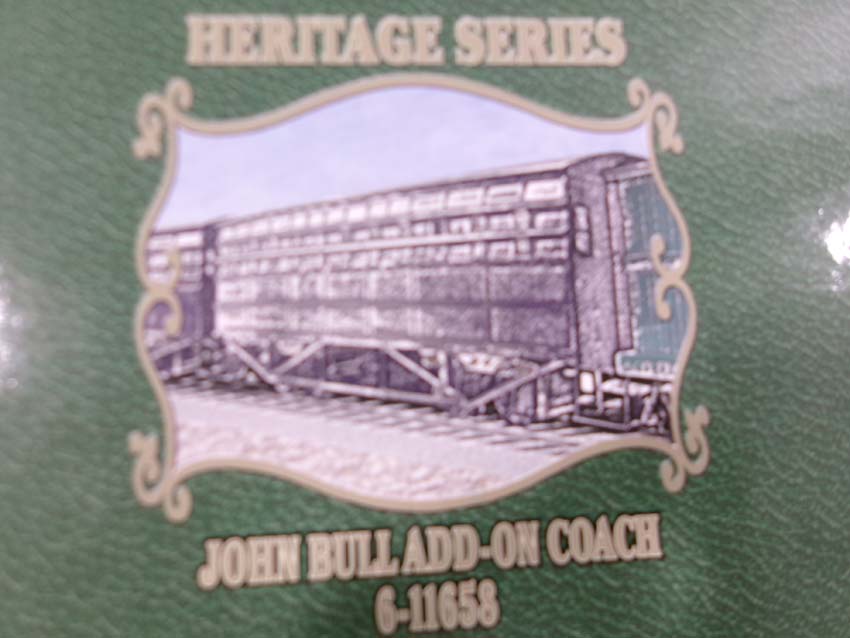 HERITAGE SERIES
JOHN BULL ADD-ON COACH
6-11658